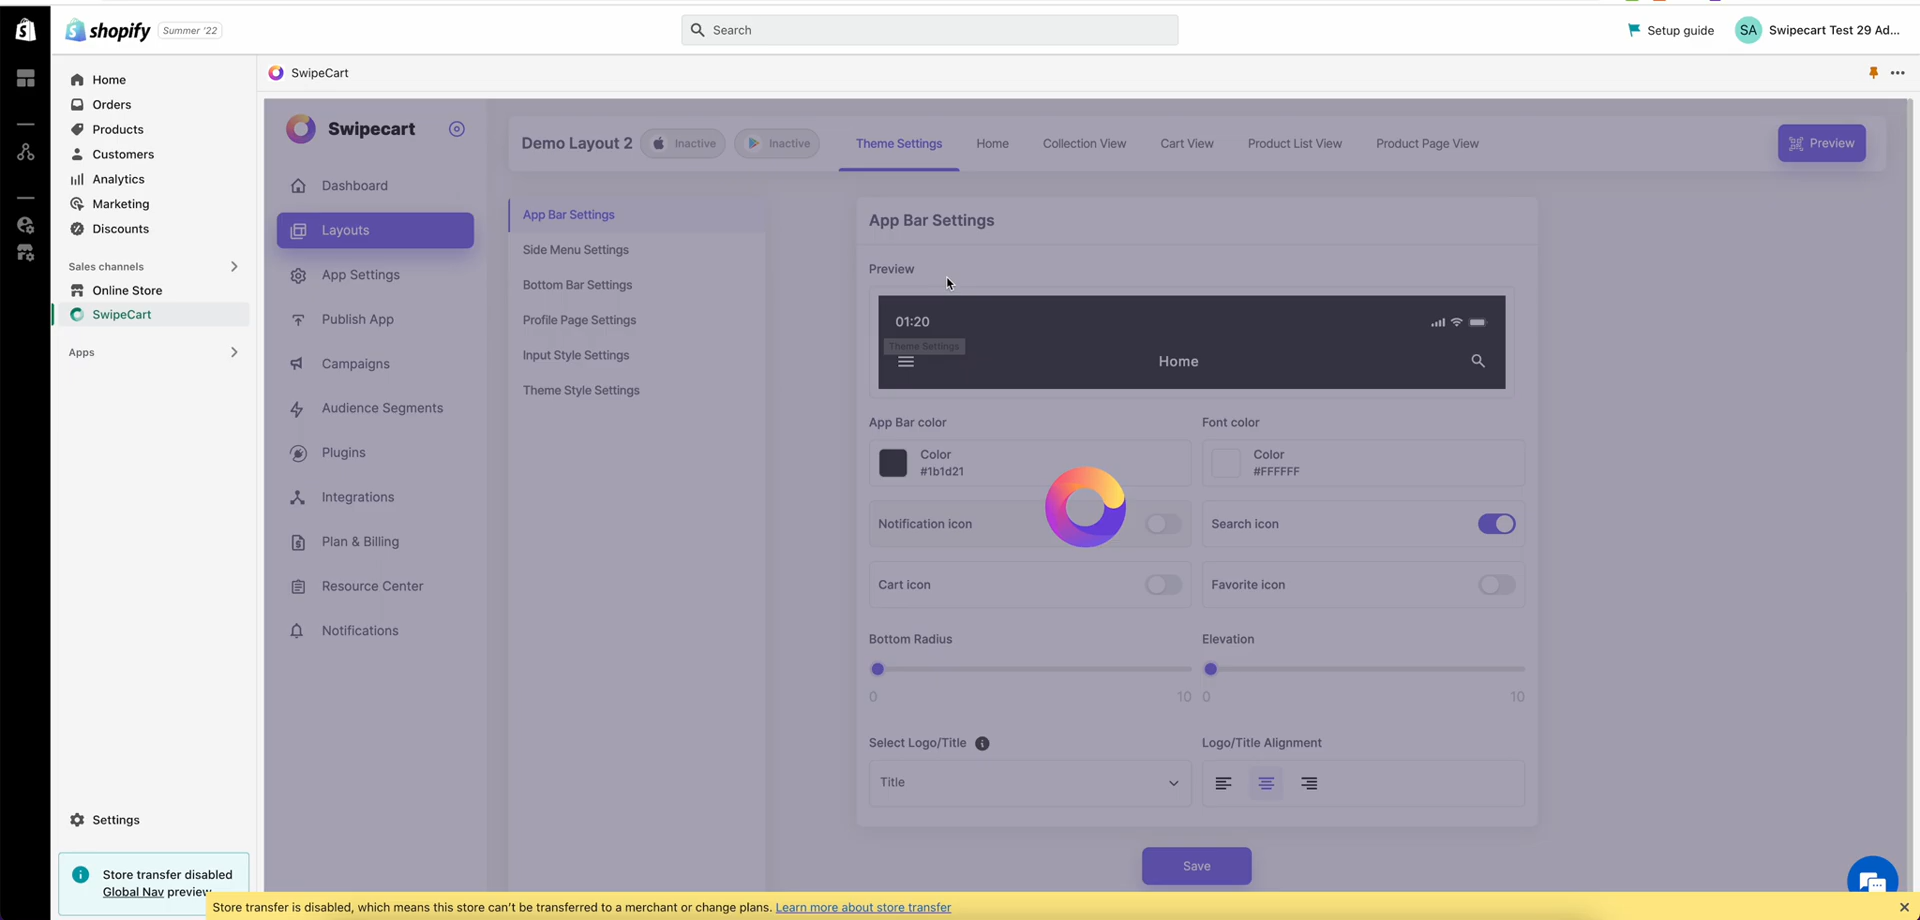 shopify
Summer '22
Search
Setup guide
SA
Swipecart Test 29 Ad...
Home
Orders
Products
Customers
Analytics
Marketing
Discounts
Sales channels
Online Store
SwipeCart
Apps
Settings
Store transfer disabled
Global Nav preview
SwipeCart
Swipecart
Dashboard
Layouts
App Settings
Publish App
Campaigns
Audience Segments
Plugins
Integrations
Plan & Billing
Resource Center
Notifications
Demo Layout 2
Inactive
Inactive
Theme Settings
Home
Collection View
Cart View
Product List View
Product Page View
Preview
App Bar Settings
Side Menu Settings
Bottom Bar Settings
Profile Page Settings
Input Style Settings
Theme Style Settings
App Bar Settings
Preview
01:20
Theme Settings
Home
App Bar color
Font color
Color
#1b1d21
Color
#FFFFFF
Notification icon
Search icon
Cart icon
Favorite icon
Bottom Radius
Elevation
0
10
0
10
Select Logo/Title
Logo/Title Alignment
Title
Save
Store transfer is disabled, which means this store can't be transferred to a merchant or change plans. Learn more about store transfer